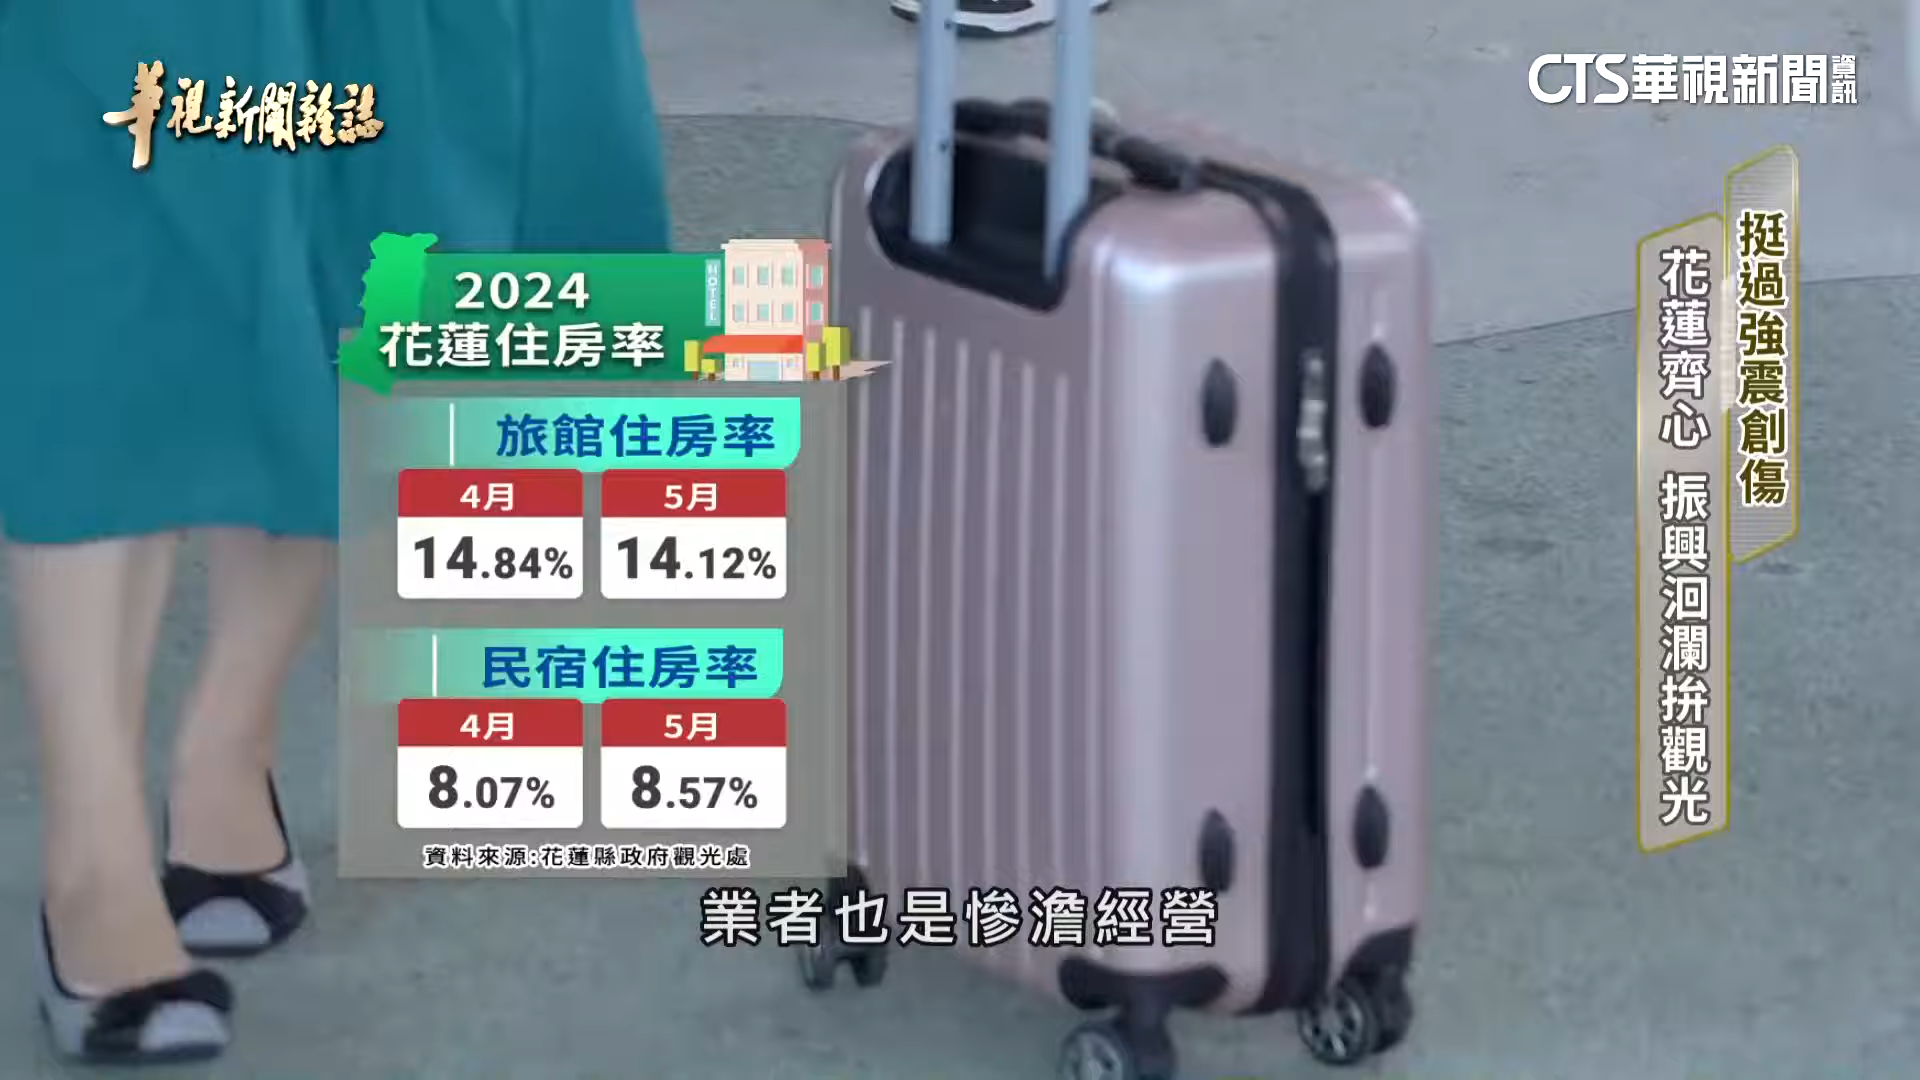 華視新聞雜誌
CTS華視新聞資訊
挺過強震創傷
花蓮齊心 振興洄瀾拚觀光
2024
花蓮住房率
HOTEL
旅館住房率
4月 5月
14.84% 14.12%
民宿住房率
4月 5月
8.07% 8.57%
資料來源:花蓮縣政府觀光處
業者也是慘澹經營